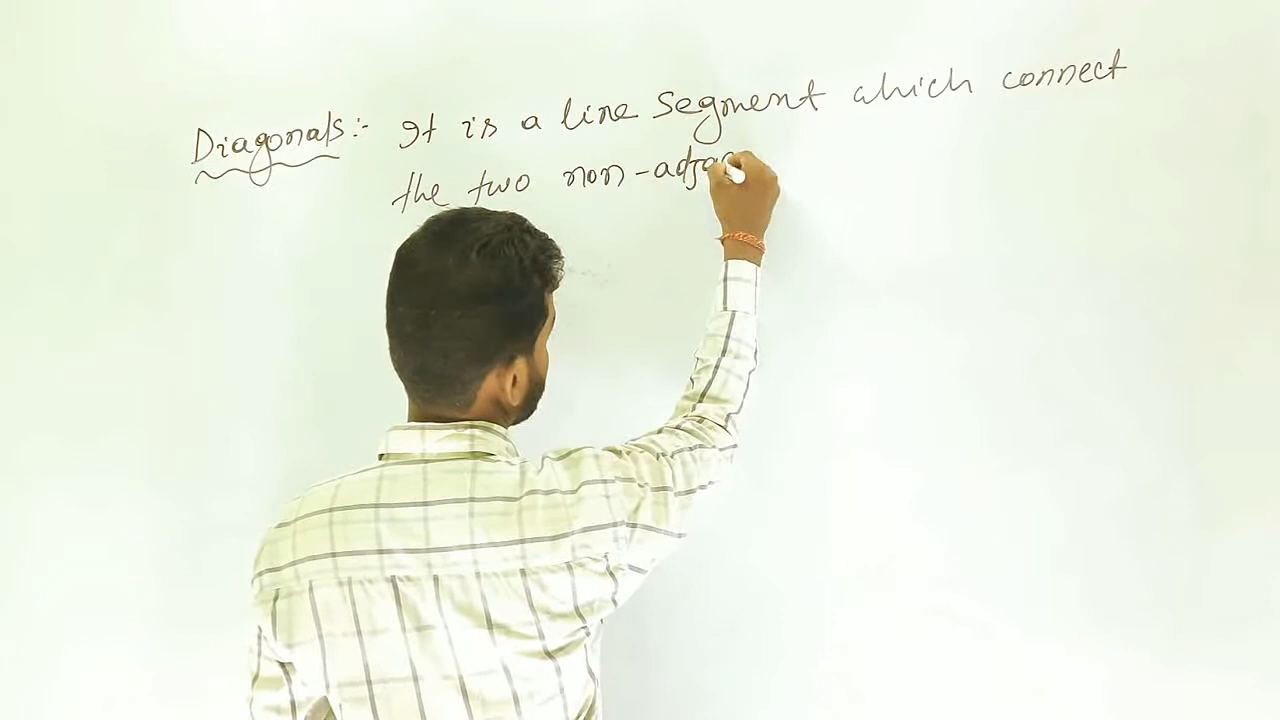 Diagonals:- It is a line segment which connect
the two non-adja